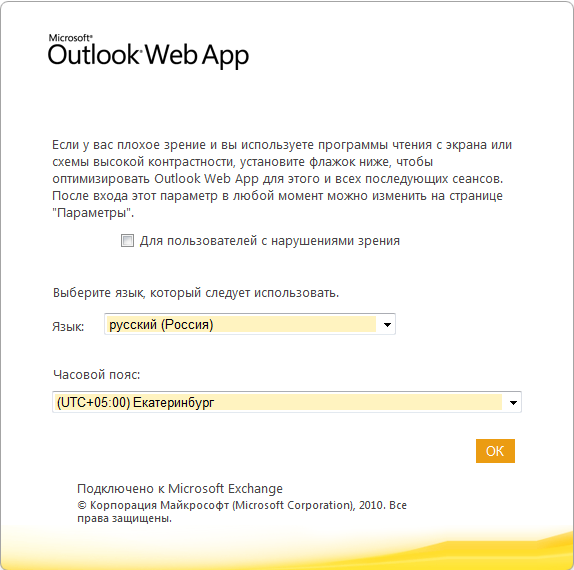 Microsoft®
Outlook® Web App
Если у вас плохое зрение и вы используете программы чтения с экрана или
схемы высокой контрастности, установите флажок ниже, чтобы
оптимизировать Outlook Web App для этого и всех последующих сеансов.
После входа этот параметр в любой момент можно изменить на странице
"Параметры".
Для пользователей с нарушениями зрения
Выберите язык, который следует использовать.
Язык: русский (Россия)
Часовой пояс:
(UTC+05:00) Екатеринбург
OK
Подключено к Microsoft Exchange
© Корпорация Майкрософт (Microsoft Corporation), 2010. Все
права защищены.